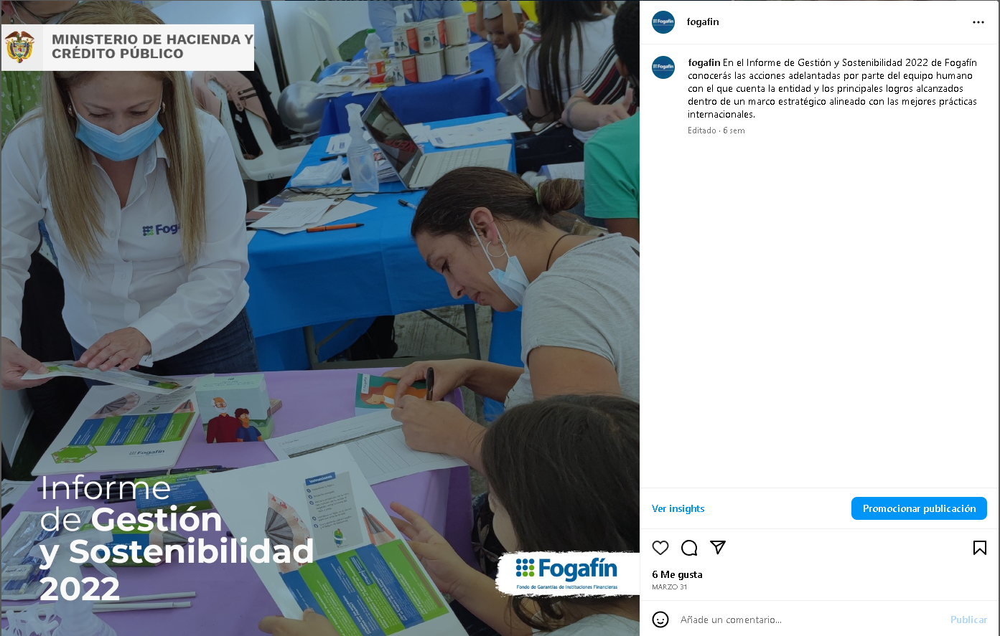 MINISTERIO DE HACIENDA Y
CRÉDITO PÚBLICO
Fog
Fogafín
Informe
de Gestión
y Sostenibilidad
2022
Fogafín
Fondo de Garantías de Instituciones Financieras
Fogafín
fogafin
Fogafín
fogafin En el Informe de Gestión y Sostenibilidad 2022 de Fogafín
conocerás las acciones adelantadas por parte del equipo humano
con el que cuenta la entidad y los principales logros alcanzados
dentro de un marco estratégico alineado con las mejores prácticas
internacionales.
Editado · 6 sem
Ver insights
Promocionar publicación
6 Me gusta
MARZO 31
Añade un comentario...
Publicar